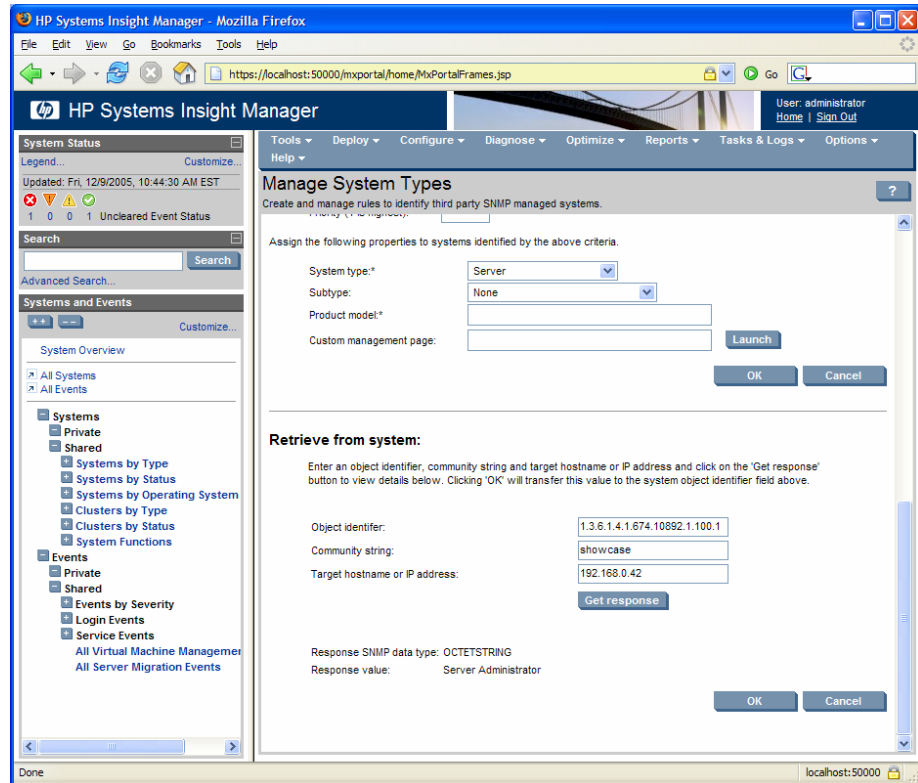 HP Systems Insight Manager - Mozilla Firefox
File Edit View Go Bookmarks Tools Help
https://localhost:50000/mxportal/home/MxPortalFrames.jsp
Go
G
hp HP Systems Insight Manager
User: administrator
Home | Sign Out
System Status
Legend... Customize...
Updated: Fri, 12/9/2005, 10:44:30 AM EST
1 0 0 1 Uncleared Event Status
Search
Search
Advanced Search...
Systems and Events
++ -- Customize...
System Overview
All Systems
All Events
Systems
Private
Shared
Systems by Type
Systems by Status
Systems by Operating System
Clusters by Type
Clusters by Status
System Functions
Events
Private
Shared
Events by Severity
Login Events
Service Events
All Virtual Machine Managemer
All Server Migration Events
Tools Deploy Configure Diagnose Optimize Reports Tasks & Logs Options
Help
Manage System Types
?
Create and manage rules to identify third party SNMP managed systems.
Assign the following properties to systems identified by the above criteria.
System type:* Server
Subtype: None
Product model:*
Custom management page: Launch
OK Cancel
Retrieve from system:
Enter an object identifier, community string and target hostname or IP address and click on the 'Get response'
button to view details below. Clicking 'OK' will transfer this value to the system object identifier field above.
Object identifer: 1.3.6.1.4.1.674.10892.1.100.1
Community string: showcase
Target hostname or IP address: 192.168.0.42
Get response
Response SNMP data type: OCTETSTRING
Response value: Server Administrator
OK Cancel
Done
localhost:50000